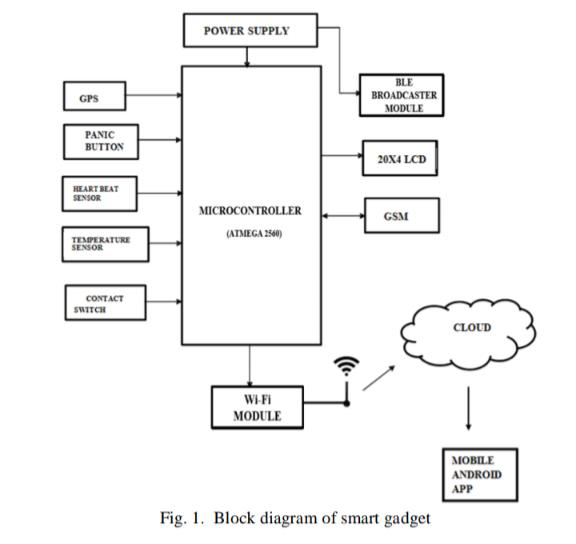 POWER SUPPLY
BLE
BROADCASTER
MODULE
GPS
PANIC
BUTTON
20X4 LCD
HEART BEAT
SENSOR
MICROCONTROLLER
(ATMEGA 2560)
GSM
TEMPERATURE
SENSOR
CONTACT
SWITCH
CLOUD
Wi-Fi
MODULE
MOBILE
ANDROID
APP
Fig. 1. Block diagram of smart gadget